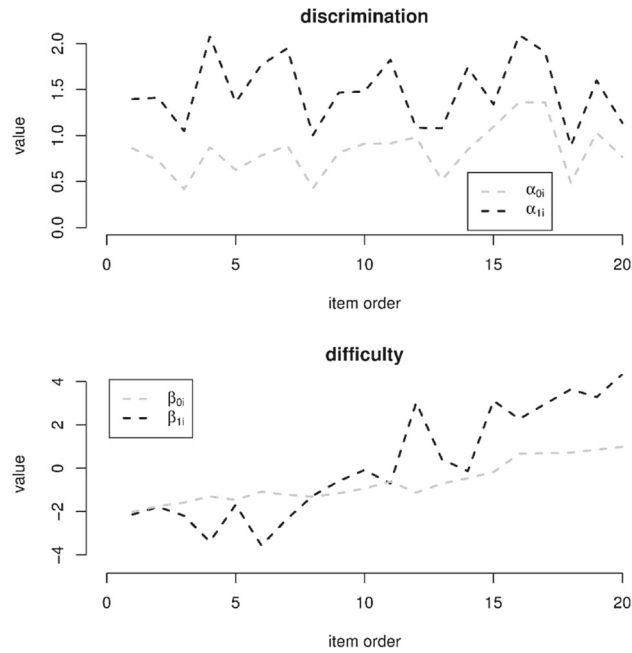 discrimination
value
2.0
1.5
1.0
0.5
0.0
α0i
α1i
0 5 10 15 20
item order
difficulty
value
4
2
0
−2
−4
β0i
β1i
0 5 10 15 20
item order